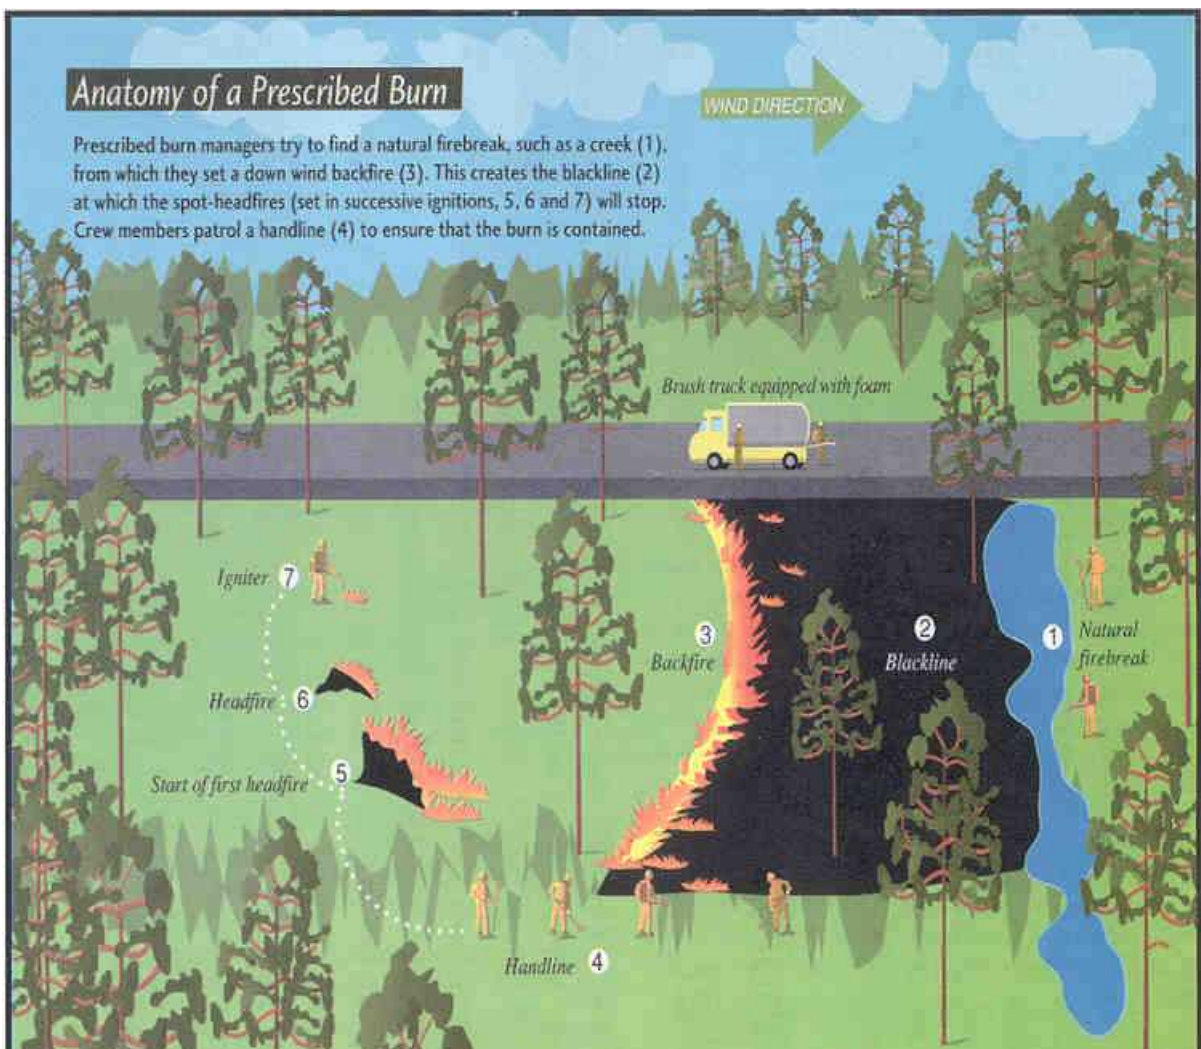 Anatomy of a Prescribed Burn
WIND DIRECTION
Prescribed burn managers try to find a natural firebreak, such as a creek (1),
from which they set a down wind backfire (3). This creates the blackline (2)
at which the spot-headfires (set in successive ignitions, 5, 6 and 7) will stop.
Crew members patrol a handline (4) to ensure that the burn is contained.
Brush truck equipped with foam
Igniter 7
3
Backfire
2
Blackline
1 Natural
firebreak
Headfire 6
Start of first headfire 5
Handline 4